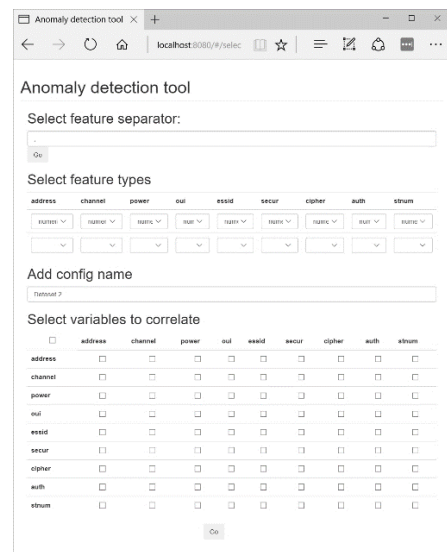 Anomaly detection tool
localhost:8080/#/selec
Anomaly detection tool
Select feature separator:
,
Go
Select feature types
address channel power oui essid secur cipher auth stnum
Add config name
Dataset 2
Select variables to correlate
address channel power oui essid secur cipher auth stnum
address
channel
power
oui
essid
secur
cipher
auth
stnum
Go